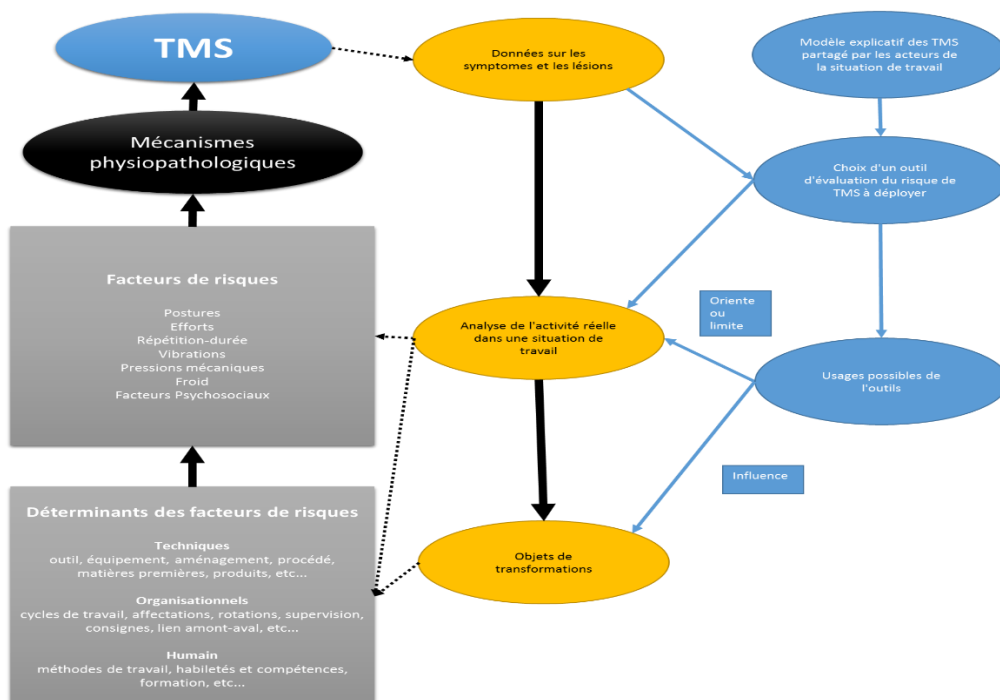 TMS
Mécanismes
physiopathologiques
Facteurs de risques
Postures
Efforts
Répétition-durée
Vibrations
Pressions mécaniques
Froid
Facteurs Psychosociaux
Déterminants des facteurs de risques
Techniques
outil, équipement, aménagement, procédé,
matières premières, produits, etc...
Organisationnels
cycles de travail, affectations, rotations, supervision,
consignes, lien amont-aval, etc...
Humain
méthodes de travail, habiletés et compétences,
formation, etc...
Données sur les
symptomes et les lésions
Analyse de l'activité réelle
dans une situation de
travail
Objets de
transformations
Modèle explicatif des TMS
partagé par les acteurs de
la situation de travail
Choix d'un outil
d'évaluation du risque de
TMS à déployer
Oriente
ou
limite
Usages possibles de
l'outils
Influence